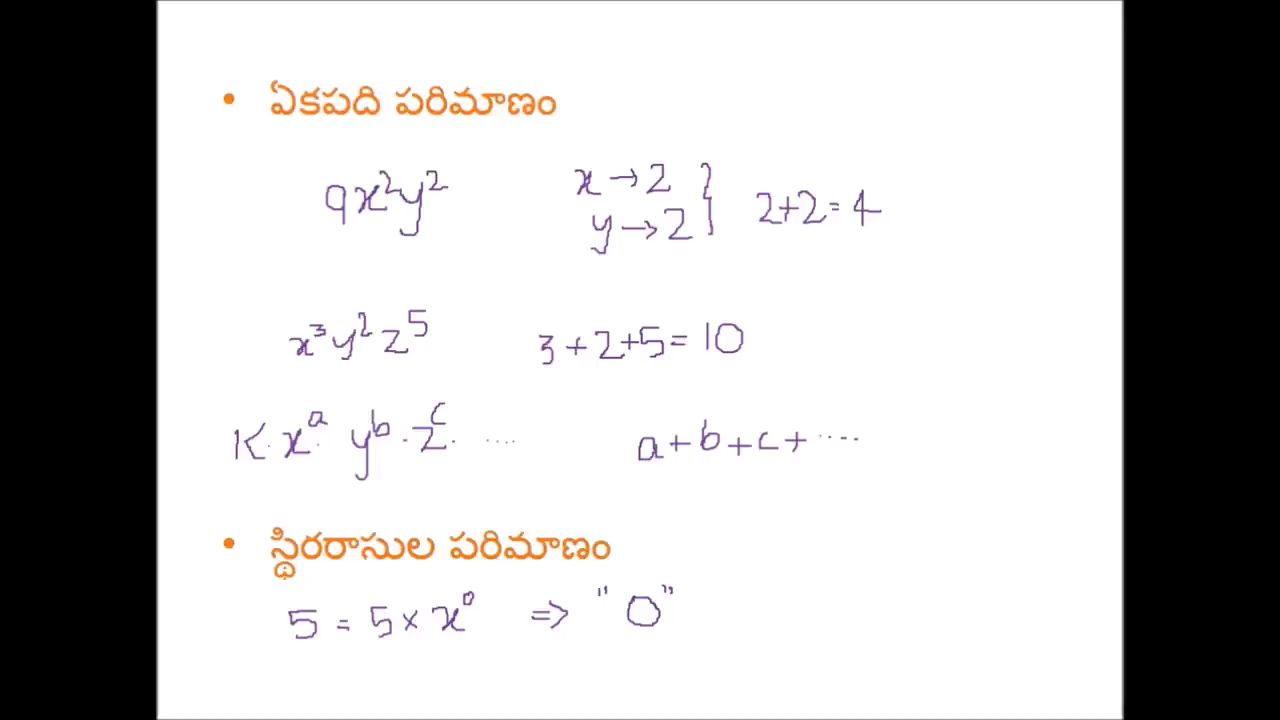 • ఏకపది పరిమాణం
9x²y² x → 2 } 2+2=4
y → 2
x³y²z⁵ 3+2+5=10
K·xᵃ yᵇ·zᶜ· .... a+b+c+ ....
• స్థిరరాసుల పరిమాణం
5 = 5 × x⁰ ⇒ "0"